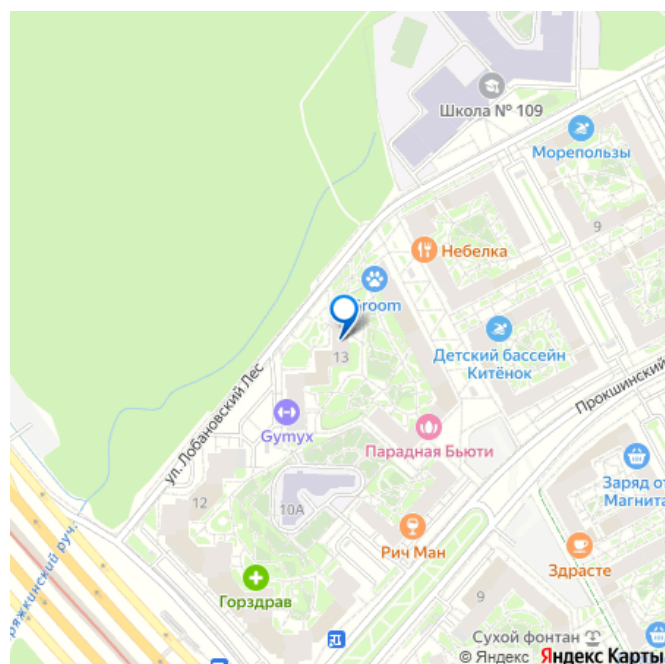 Школа № 109
Морепользы
9
Небелка
Groom
Детский бассейн
Китёнок
13
ул. Лобановский Лес
Прокшинский
Gymyx
Парадная Бьюти
Заряд от
Магнита
12
10А
Рич Ман
Здрасте
Горздрав
9
Сухой фонтан
© Яндекс Яндекс Карты